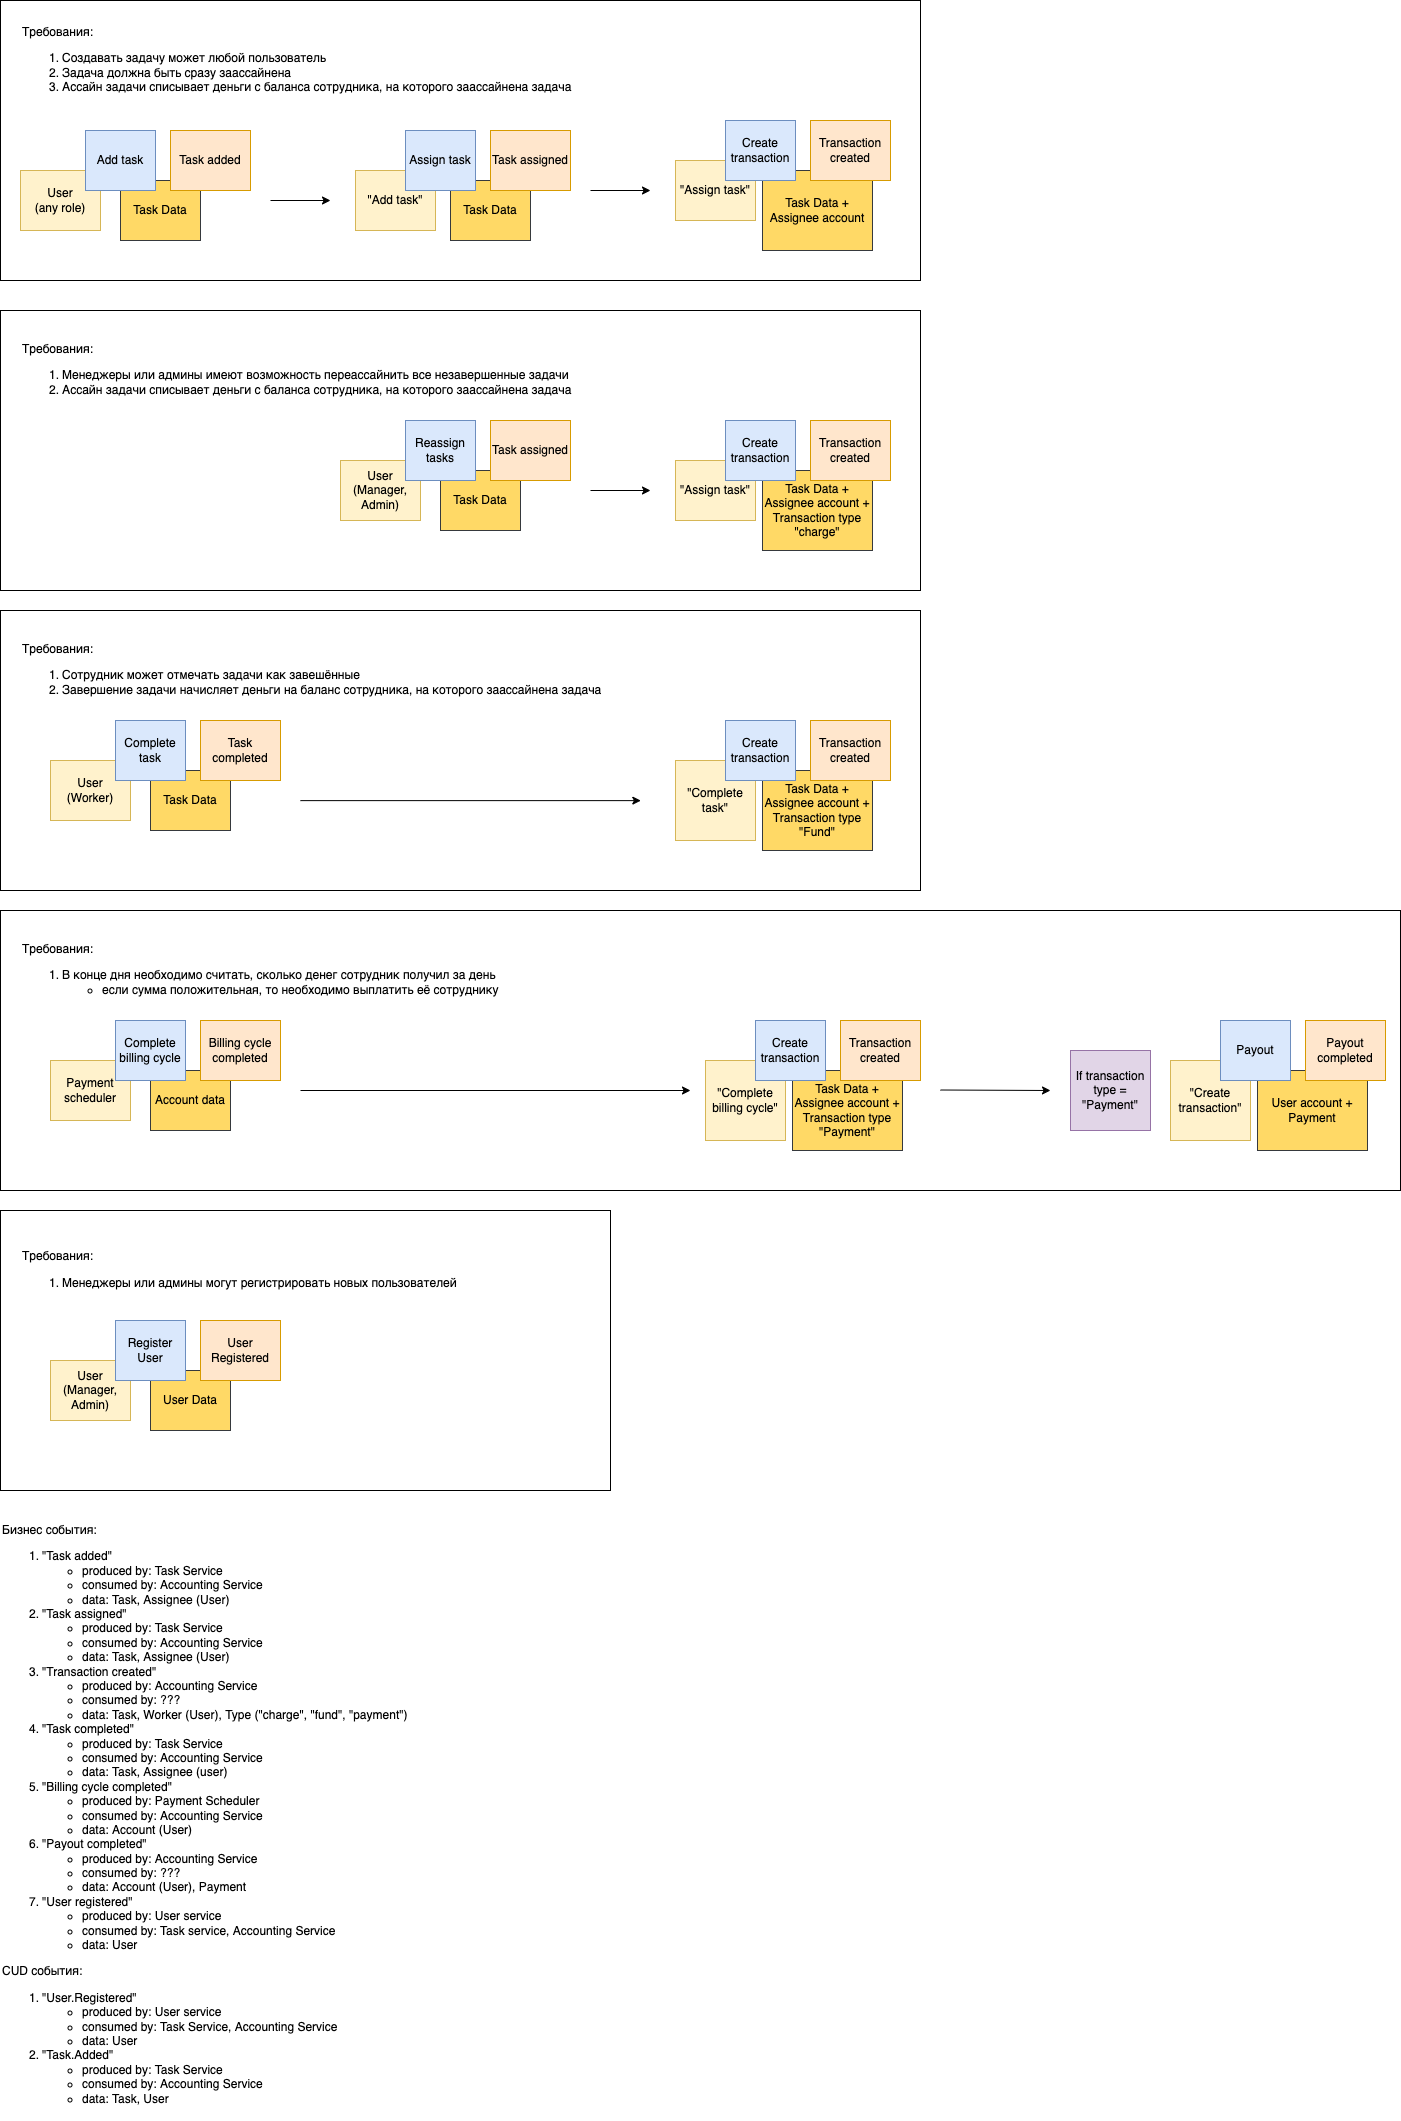 Требования:
1. Создавать задачу может любой пользователь
2. Задача должна быть сразу заассайнена
3. Ассайн задачи списывает деньги с баланса сотрудника, на которого заассайнена задача
Add task
Task added
User
(any role)
Task Data
Assign task
Task assigned
"Add task"
Task Data
Create
transaction
Transaction
created
"Assign task"
Task Data +
Assignee account
Требования:
1. Менеджеры или админы имеют возможность переассайнить все незавершенные задачи
2. Ассайн задачи списывает деньги с баланса сотрудника, на которого заассайнена задача
Reassign
tasks
Task assigned
User
(Manager,
Admin)
Task Data
Create
transaction
Transaction
created
"Assign task"
Task Data +
Assignee account +
Transaction type
"charge"
Требования:
1. Сотрудник может отмечать задачи как завешённые
2. Завершение задачи начисляет деньги на баланс сотрудника, на которого заассайнена задача
Complete
task
Task
completed
User
(Worker)
Task Data
Create
transaction
Transaction
created
"Complete
task"
Task Data +
Assignee account +
Transaction type
"Fund"
Требования:
1. В конце дня необходимо считать, сколько денег сотрудник получил за день
если сумма положительная, то необходимо выплатить её сотруднику
Complete
billing cycle
Billing cycle
completed
Payment
scheduler
Account data
Create
transaction
Transaction
created
"Complete
billing cycle"
Task Data +
Assignee account +
Transaction type
"Payment"
If transaction
type =
"Payment"
Payout
Payout
completed
"Create
transaction"
User account +
Payment
Требования:
1. Менеджеры или админы могут регистрировать новых пользователей
Register
User
User
Registered
User
(Manager,
Admin)
User Data
Бизнес события:
1. "Task added"
produced by: Task Service
consumed by: Accounting Service
data: Task, Assignee (User)
2. "Task assigned"
produced by: Task Service
consumed by: Accounting Service
data: Task, Assignee (User)
3. "Transaction created"
produced by: Accounting Service
consumed by: ???
data: Task, Worker (User), Type ("charge", "fund", "payment")
4. "Task completed"
produced by: Task Service
consumed by: Accounting Service
data: Task, Assignee (user)
5. "Billing cycle completed"
produced by: Payment Scheduler
consumed by: Accounting Service
data: Account (User)
6. "Payout completed"
produced by: Accounting Service
consumed by: ???
data: Account (User), Payment
7. "User registered"
produced by: User service
consumed by: Task service, Accounting Service
data: User
CUD события:
1. "User.Registered"
produced by: User service
consumed by: Task Service, Accounting Service
data: User
2. "Task.Added"
produced by: Task Service
consumed by: Accounting Service
data: Task, User